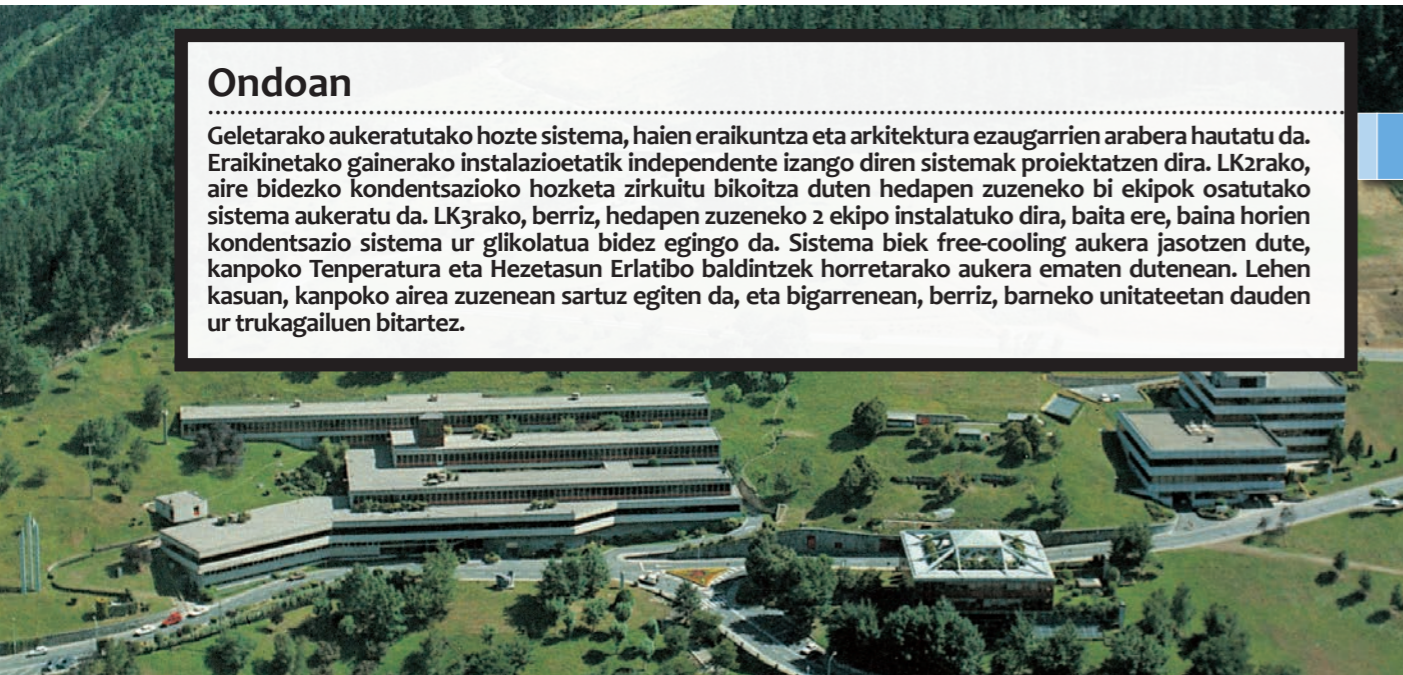 Ondoan
Geletarako aukeratutako hozte sistema, haien eraikuntza eta arkitektura ezaugarrien arabera hautatu da.
Eraikinetako gainerako instalazioetatik independente izango diren sistemak proiektatzen dira. LK2rako,
aire bidezko kondentsazioko hozketa zirkuitu bikoitza duten hedapen zuzeneko bi ekipok osatutako
sistema aukeratu da. LK3rako, berriz, hedapen zuzeneko 2 ekipo instalatuko dira, baita ere, baina horien
kondentsazio sistema ur glikolatua bidez egingo da. Sistema biek free-cooling aukera jasotzen dute,
kanpoko Tenperatura eta Hezetasun Erlatibo baldintzek horretarako aukera ematen dutenean. Lehen
kasuan, kanpoko airea zuzenean sartuz egiten da, eta bigarrenean, berriz, barneko unitateetan dauden
ur trukagailuen bitartez.